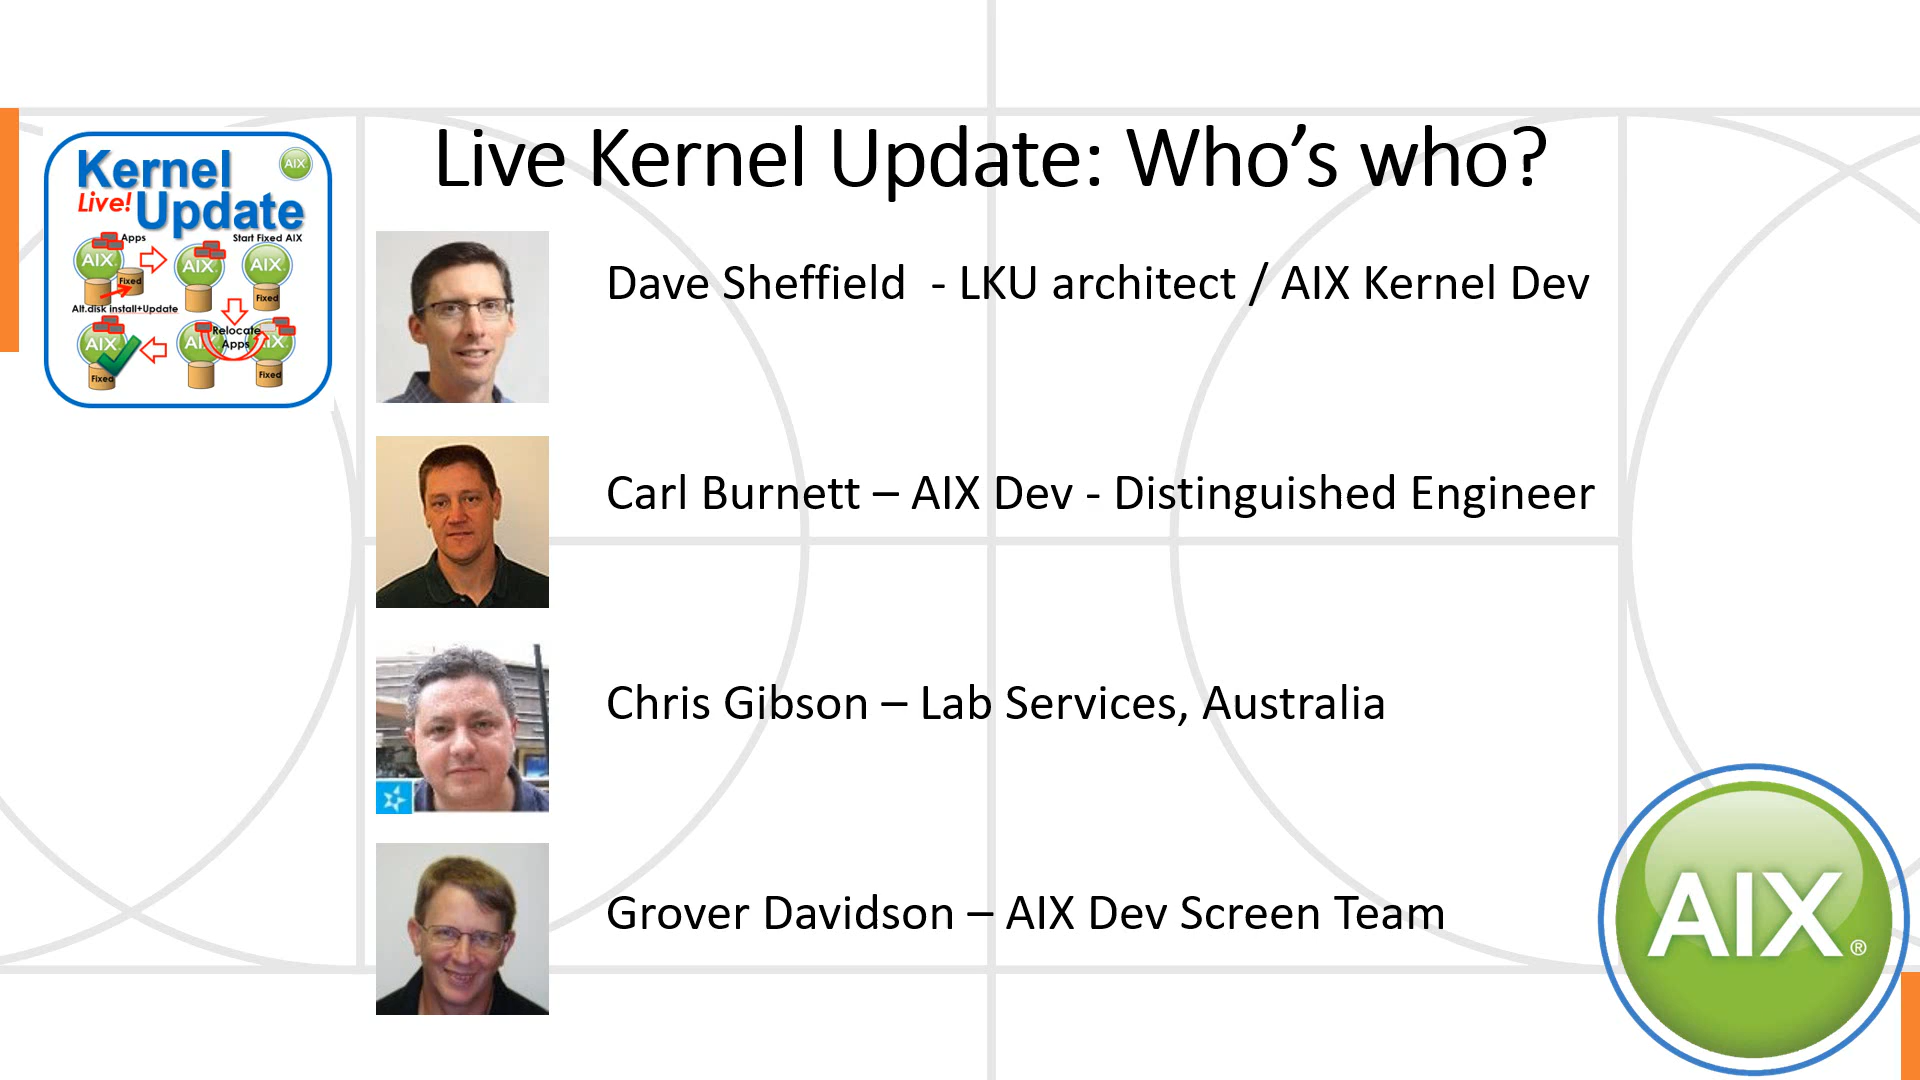 Live Kernel Update: Who’s who?
Kernel
Live! Update
AIX
Apps
Start Fixed AIX
AIX
AIX
AIX
Fixed
Fixed
Alt.disk install+Update
Relocate
Apps
AIX
Fixed
Fixed
Dave Sheffield - LKU architect / AIX Kernel Dev
Carl Burnett – AIX Dev - Distinguished Engineer
Chris Gibson – Lab Services, Australia
Grover Davidson – AIX Dev Screen Team
AIX®